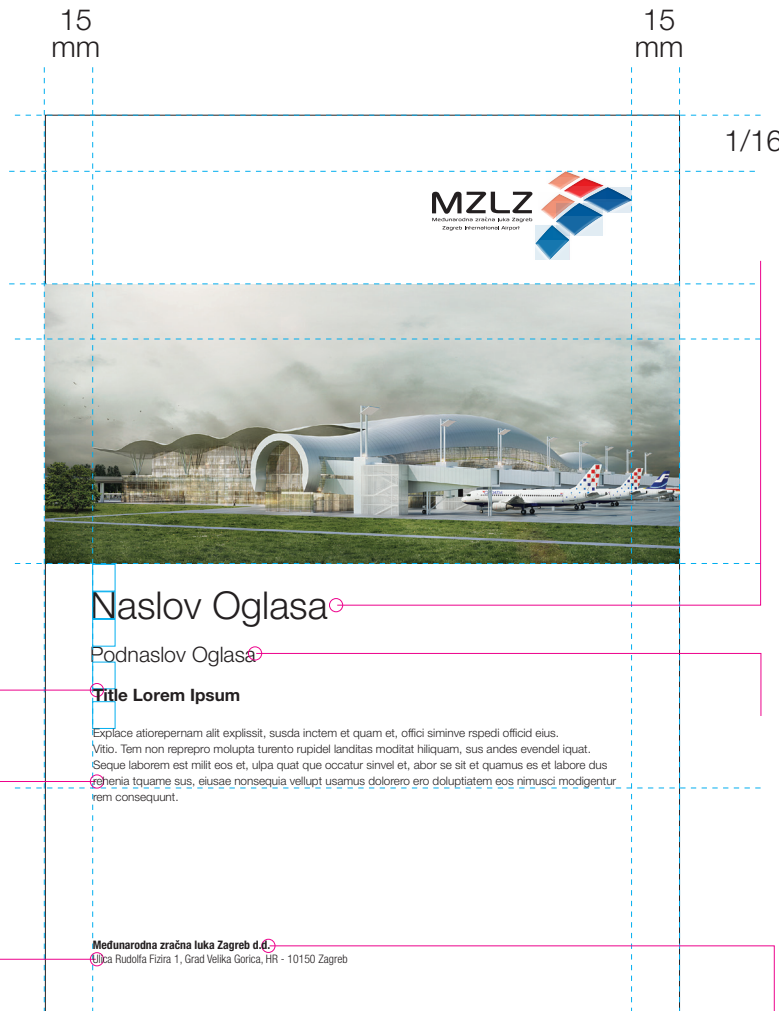 15
mm
15
mm
1/16
MZLZ
Međunarodna zračna luka Zagreb
Zagreb International Airport
Naslov Oglasa
Podnaslov Oglasa
Title Lorem Ipsum
Explace atiorepernam alit explissit, susda inctem et quam et, offici siminve rspedi officid eius.
Vitio. Tem non reprepro molupta turento rupidel landitas moditat hiliquam, sus andes evendel iquat.
Seque laborem est milit eos et, ulpa quat que occatur sinvel et, abor se sit et quamus es et labore dus
rehenia tquame sus, eiusae nonsequia vellupt usamus dolorero ero doluptatem eos nimusci modigentur
rem consequunt.
Međunarodna zračna luka Zagreb d.d.
Ulica Rudolfa Fizira 1, Grad Velika Gorica, HR - 10150 Zagreb